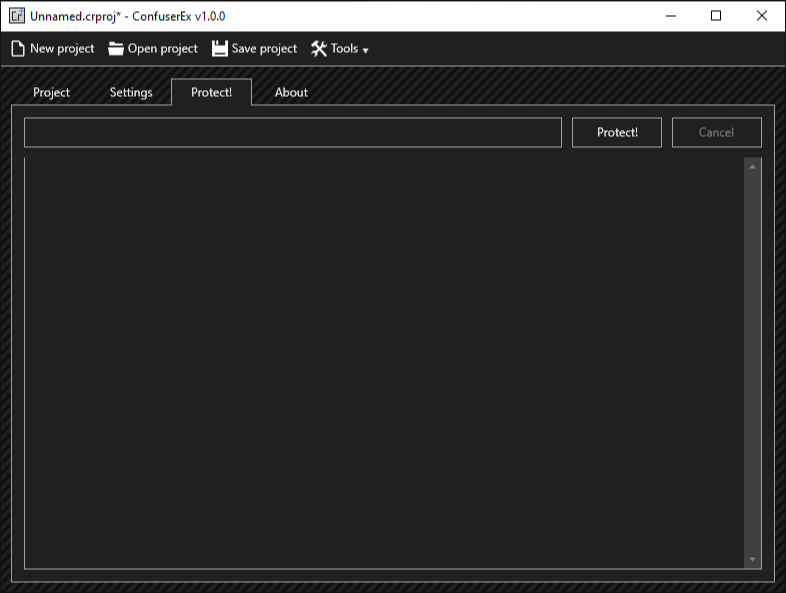 Unnamed.crproj* - ConfuserEx v1.0.0
New project Open project Save project Tools
Project Settings Protect! About
Protect! Cancel